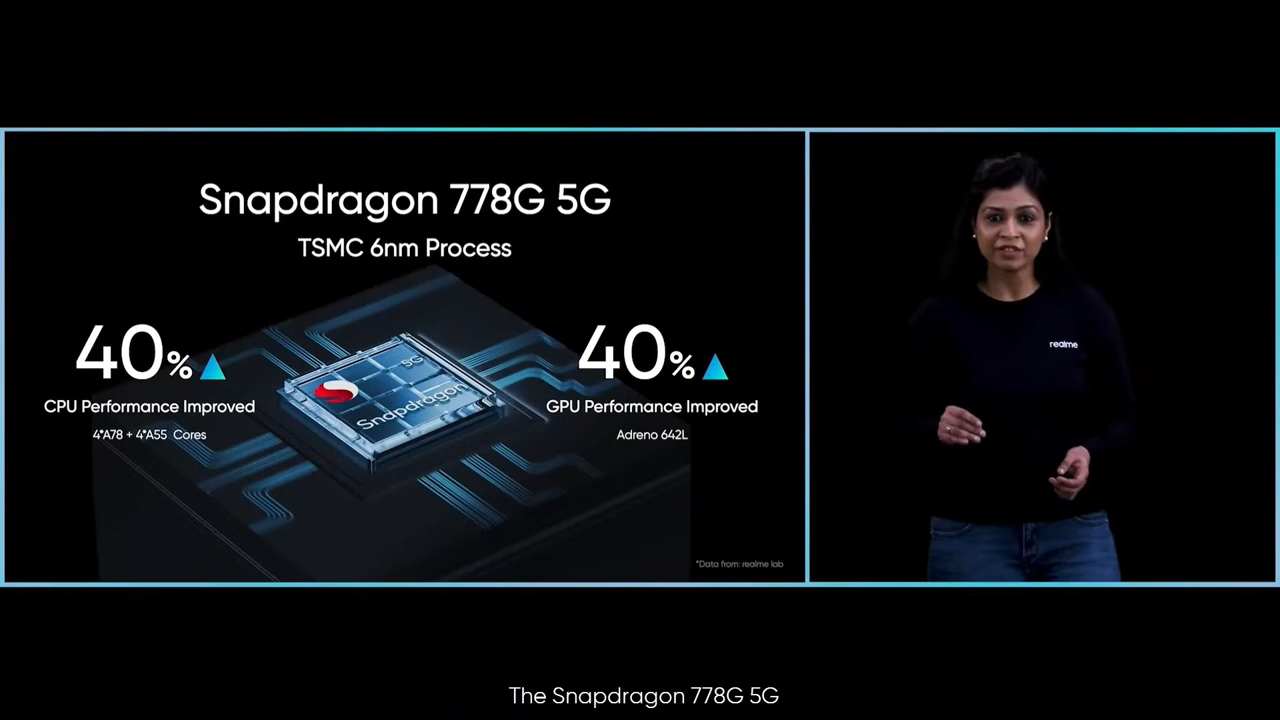 Snapdragon 778G 5G
TSMC 6nm Process
40%
CPU Performance Improved
4*A78 + 4*A55 Cores
5G
Snapdragon
40%
GPU Performance Improved
Adreno 642L
*Data from: realme lab
realme
The Snapdragon 778G 5G